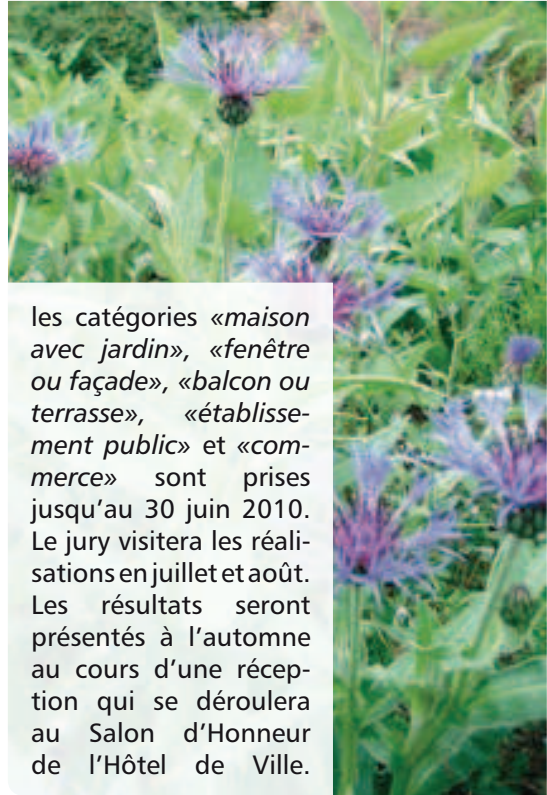 les catégories «maison
avec jardin», «fenêtre
ou façade», «balcon ou
terrasse», «établisse-
ment public» et «com-
merce» sont prises
jusqu'au 30 juin 2010.
Le jury visitera les réali-
sations en juillet et août.
Les résultats seront
présentés à l'automne
au cours d'une récep-
tion qui se déroulera
au Salon d'Honneur
de l'Hôtel de Ville.